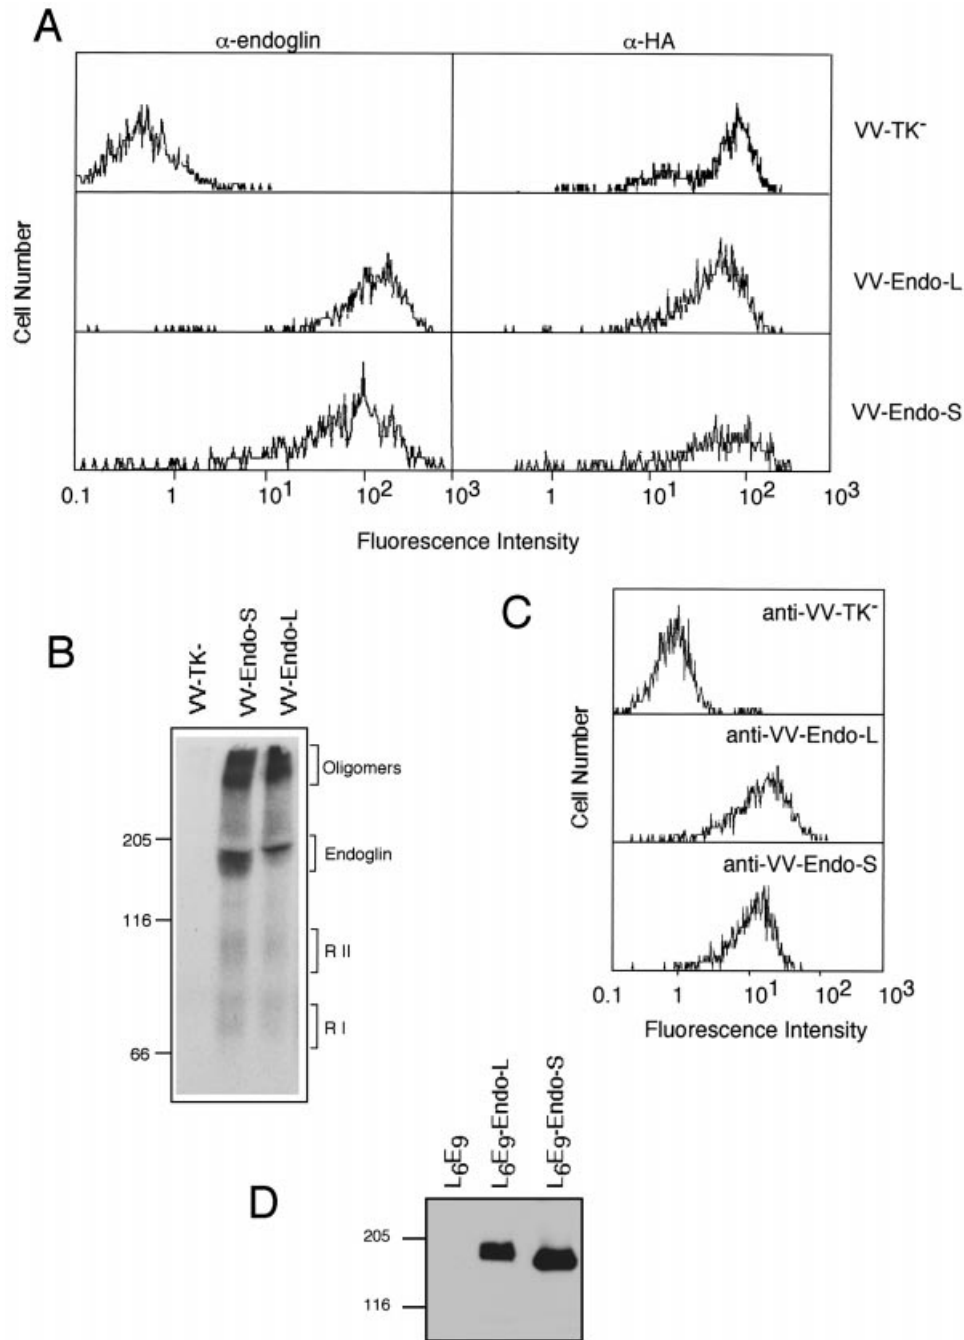 A
α-endoglin
α-HA
VV-TK⁻
VV-Endo-L
VV-Endo-S
Cell Number
0.1 1 10¹ 10² 10³ 1 10¹ 10² 10³
Fluorescence Intensity
B
VV-TK-
VV-Endo-S
VV-Endo-L
Oligomers
205
Endoglin
116
R II
R I
66
C
anti-VV-TK⁻
anti-VV-Endo-L
anti-VV-Endo-S
Cell Number
0.1 1 10¹ 10² 10³
Fluorescence Intensity
D
L₆E₉
L₆E₉-Endo-L
L₆E₉-Endo-S
205
116